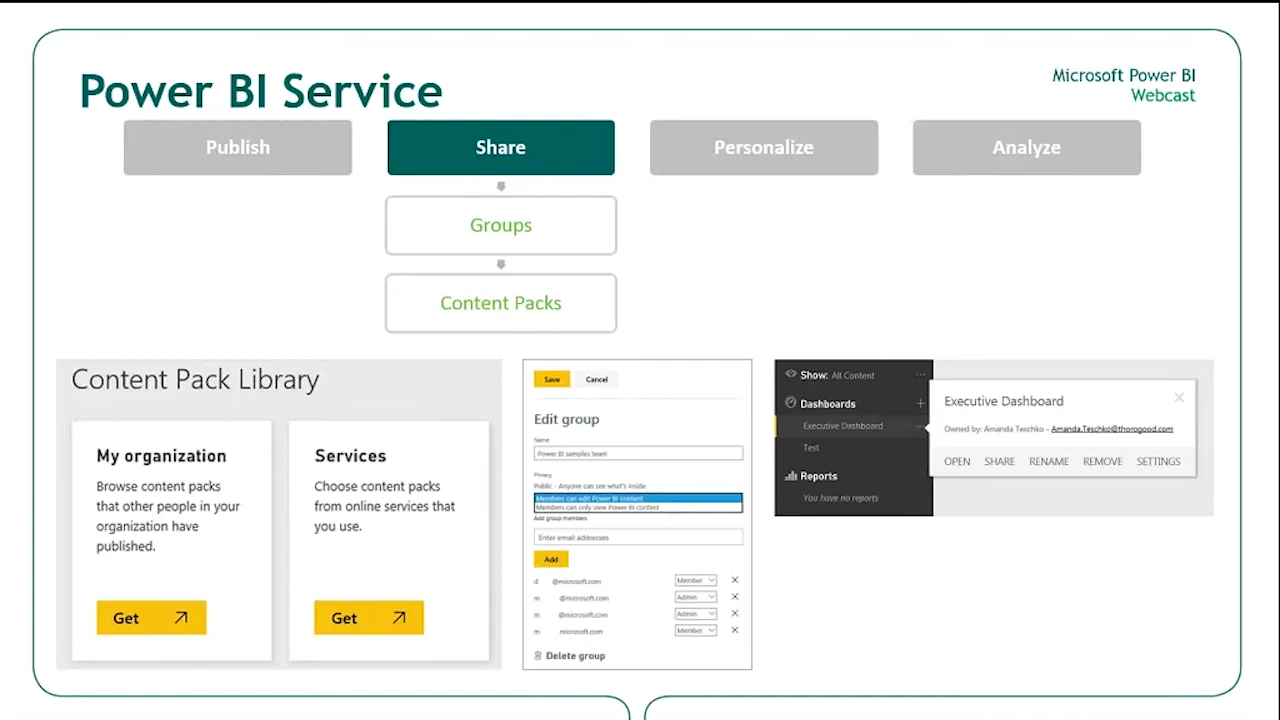 Power BI Service
Microsoft Power BI
Webcast
Publish
Share
Personalize
Analyze
Groups
Content Packs
Content Pack Library
My organization
Browse content packs
that other people in your
organization have
published.
Get
Services
Choose content packs
from online services that
you use.
Get
Save
Cancel
Edit group
Name
Power BI samples team
Privacy
Public - Anyone can see what's inside
Members can edit Power BI content
Members can only view Power BI content
Add group members
Enter email addresses
Add
d @microsoft.com Member
m @microsoft.com Admin
m @microsoft.com Admin
m microsoft.com Member
Delete group
Show: All Content
Dashboards
Executive Dashboard
Test
Reports
You have no reports
Executive Dashboard
Owned by: Amanda Teschko - Amanda.Teschko@thorogood.com
OPEN SHARE RENAME REMOVE SETTINGS